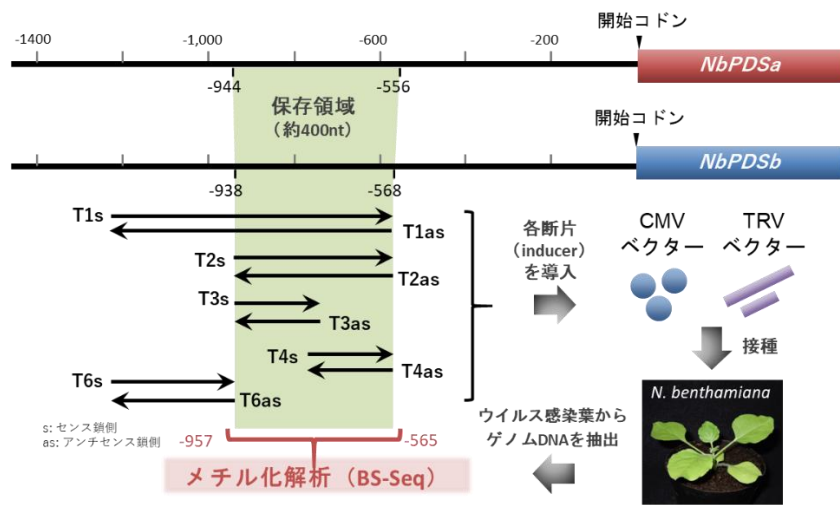 -1400
-1,000
-600
-200
開始コドン
NbPDSa
-944
-556
保存領域
(約400nt)
開始コドン
NbPDSb
-938
-568
T1s
T1as
T2s
T2as
T3s
T3as
T4s
T4as
T6s
T6as
s: センス鎖側
as: アンチセンス鎖側
-957
-565
メチル化解析（BS-Seq）
各断片
（inducer）
を導入
CMV
ベクター
TRV
ベクター
接種
N. benthamiana
ウイルス感染葉から
ゲノムDNAを抽出